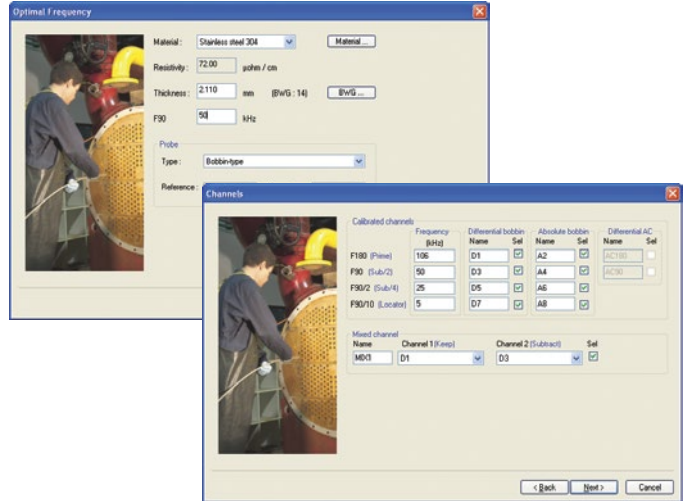 Optimal Frequency
Material : Stainless steel 304 Material ...
Resistivity : 72.00 µohm / cm
Thickness : 2.110 mm (BWG : 14) BWG ...
F90 50 kHz
Probe
Type : Bobbin-type
Reference :
Channels
Calibrated channels
Frequency (kHz) Differential bobbin Name Sel Absolute bobbin Name Sel Differential AC Name Sel
F180 (Prime) 106 D1 A2 AC180
F90 (Sub/2) 50 D3 A4 AC90
F90/2 (Sub/4) 25 D5 A6
F90/10 (Locator) 5 D7 A8
Mixed channel
Name Channel 1 (Keep) Channel 2 (Subtract) Sel
MIX1 D1 D3
< Back Next > Cancel